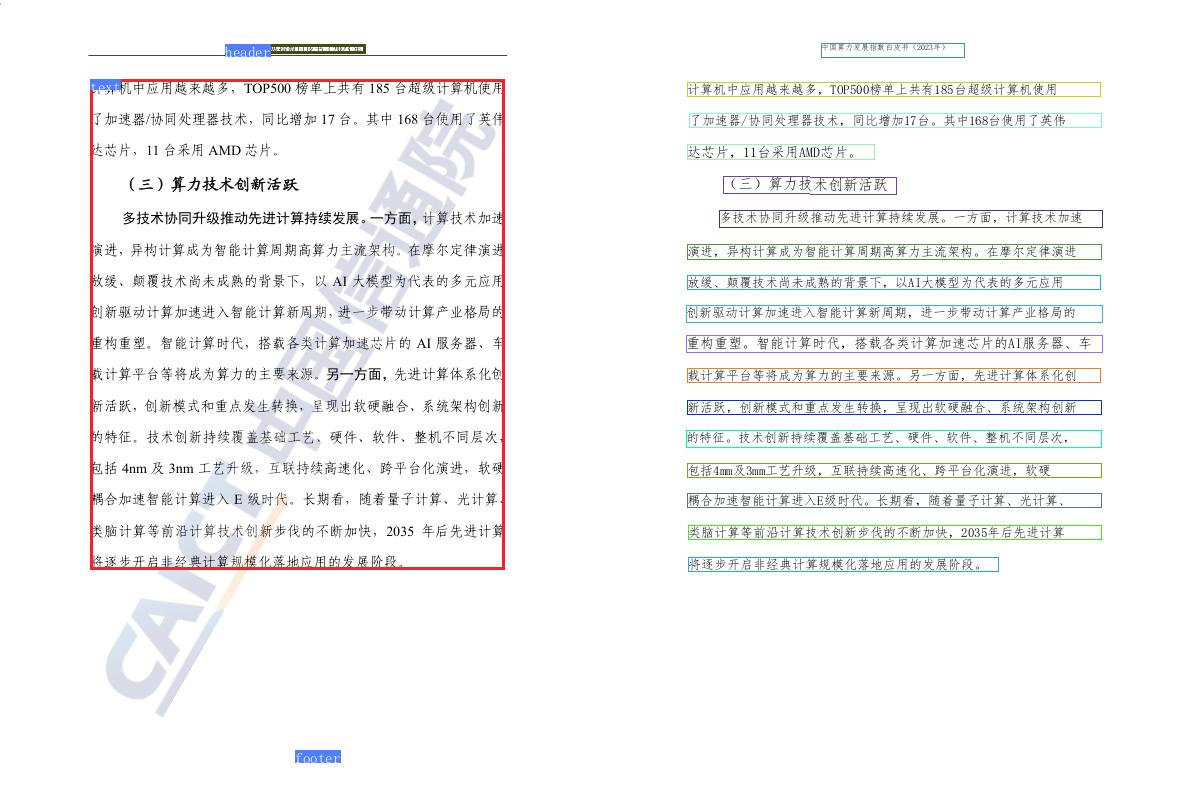 header
text
计算机中应用越来越多，TOP500 榜单上共有 185 台超级计算机使用
了加速器/协同处理器技术，同比增加 17 台。其中 168 台使用了英伟
达芯片，11 台采用 AMD 芯片。
（三）算力技术创新活跃
多技术协同升级推动先进计算持续发展。一方面，计算技术加速
演进，异构计算成为智能计算周期高算力主流架构。在摩尔定律演进
放缓、颠覆技术尚未成熟的背景下，以 AI 大模型为代表的多元应用
创新驱动计算加速进入智能计算新周期，进一步带动计算产业格局的
重构重塑。智能计算时代，搭载各类计算加速芯片的 AI 服务器、车
载计算平台等将成为算力的主要来源。另一方面，先进计算体系化创
新活跃，创新模式和重点发生转换，呈现出软硬融合、系统架构创新
的特征。技术创新持续覆盖基础工艺、硬件、软件、整机不同层次，
包括 4nm 及 3nm 工艺升级，互联持续高速化、跨平台化演进，软硬
耦合加速智能计算进入 E 级时代。长期看，随着量子计算、光计算、
类脑计算等前沿计算技术创新步伐的不断加快，2035 年后先进计算
将逐步开启非经典计算规模化落地应用的发展阶段。
CAICT 中国信通院
footer
中国算力发展指数白皮书（2023年）
计算机中应用越来越多，TOP500榜单上共有185台超级计算机使用
了加速器/协同处理器技术，同比增加17台。其中168台使用了英伟
达芯片，11台采用AMD芯片。
（三）算力技术创新活跃
多技术协同升级推动先进计算持续发展。一方面，计算技术加速
演进，异构计算成为智能计算周期高算力主流架构。在摩尔定律演进
放缓、颠覆技术尚未成熟的背景下，以AI大模型为代表的多元应用
创新驱动计算加速进入智能计算新周期，进一步带动计算产业格局的
重构重塑。智能计算时代，搭载各类计算加速芯片的AI服务器、车
载计算平台等将成为算力的主要来源。另一方面，先进计算体系化创
新活跃，创新模式和重点发生转换，呈现出软硬融合、系统架构创新
的特征。技术创新持续覆盖基础工艺、硬件、软件、整机不同层次，
包括4mm及3mm工艺升级，互联持续高速化、跨平台化演进，软硬
耦合加速智能计算进入E级时代。长期看，随着量子计算、光计算、
类脑计算等前沿计算技术创新步伐的不断加快，2035年后先进计算
将逐步开启非经典计算规模化落地应用的发展阶段。